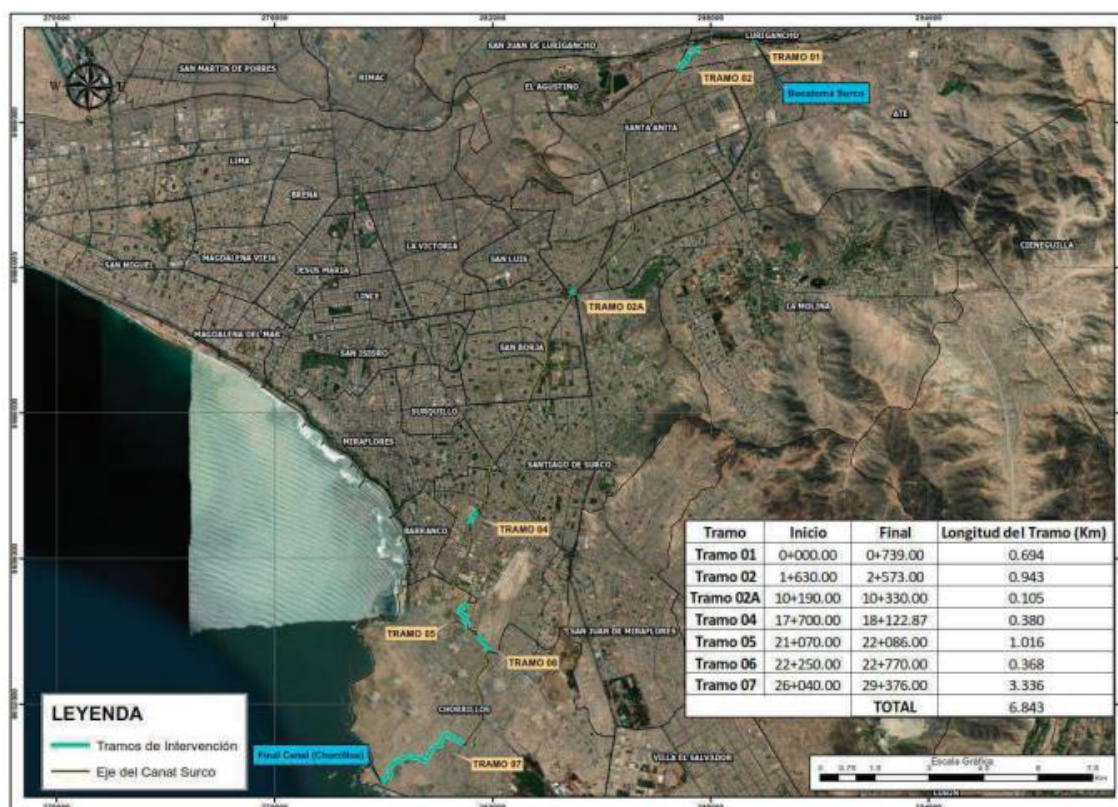 278000
282000
SAN JUAN DE LURIGANCHO
LURIGANCHO
TRAMO 01
SAN MARTIN DE PORRES
RIMAC
TRAMO 02
EL AGUSTINO
Bocatoma Surco
ATE
SANTA ANITA
LIMA
BREÑA
LA VICTORIA
CIENEGUILLA
SAN LUIS
SAN MIGUEL
MAGDALENA VIEJA
JESUS MARIA
LINCE
TRAMO 02A
LA MOLINA
MAGDALENA DEL MAR
SAN BORJA
SAN ISIDRO
SURQUILLO
MIRAFLORES
SANTIAGO DE SURCO
BARRANCO
TRAMO 04
Tramo Inicio Final Longitud del Tramo (Km)
Tramo 01 0+000.00 0+739.00 0.694
Tramo 02 1+630.00 2+573.00 0.943
Tramo 02A 10+190.00 10+330.00 0.105
Tramo 04 17+700.00 18+122.87 0.380
Tramo 05 21+070.00 22+086.00 1.016
Tramo 06 22+250.00 22+770.00 0.368
Tramo 07 26+040.00 29+376.00 3.336
TOTAL 6.843
TRAMO 05
SAN JUAN DE MIRAFLORES
TRAMO 06
CHORRILLOS
LEYENDA
Tramos de Intervención
Eje del Canal Surco
Final Canal (Chorrillos)
TRAMO 07
VILLA EL SALVADOR
Escala Gráfica
Km